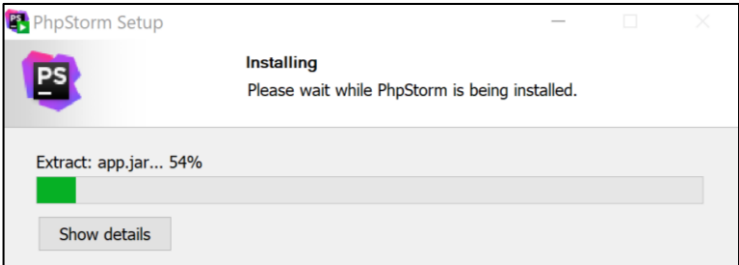 PhpStorm Setup
PS
Installing
Please wait while PhpStorm is being installed.
Extract: app.jar... 54%
Show details